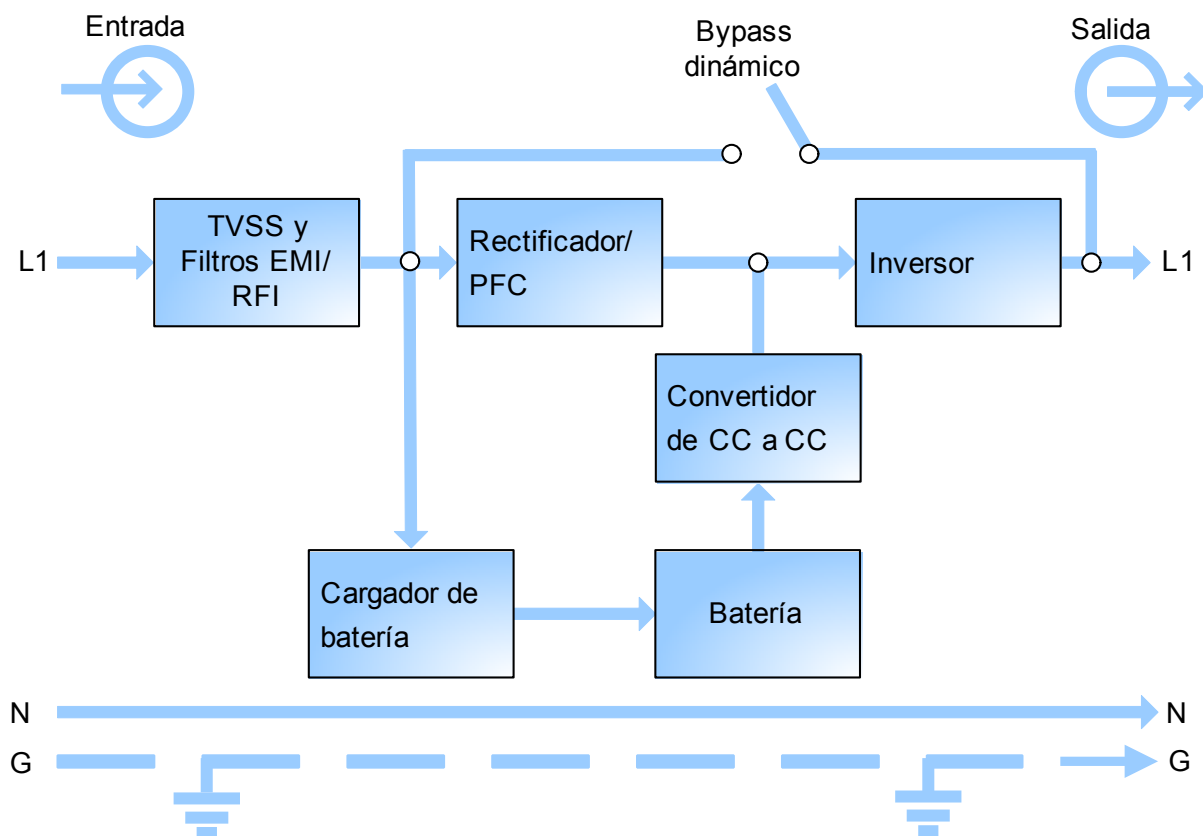 Entrada
Bypass
dinámico
Salida
L1
TVSS y
Filtros EMI/
RFI
Rectificador/
PFC
Inversor
L1
Convertidor
de CC a CC
Cargador de
batería
Batería
N
N
G
G